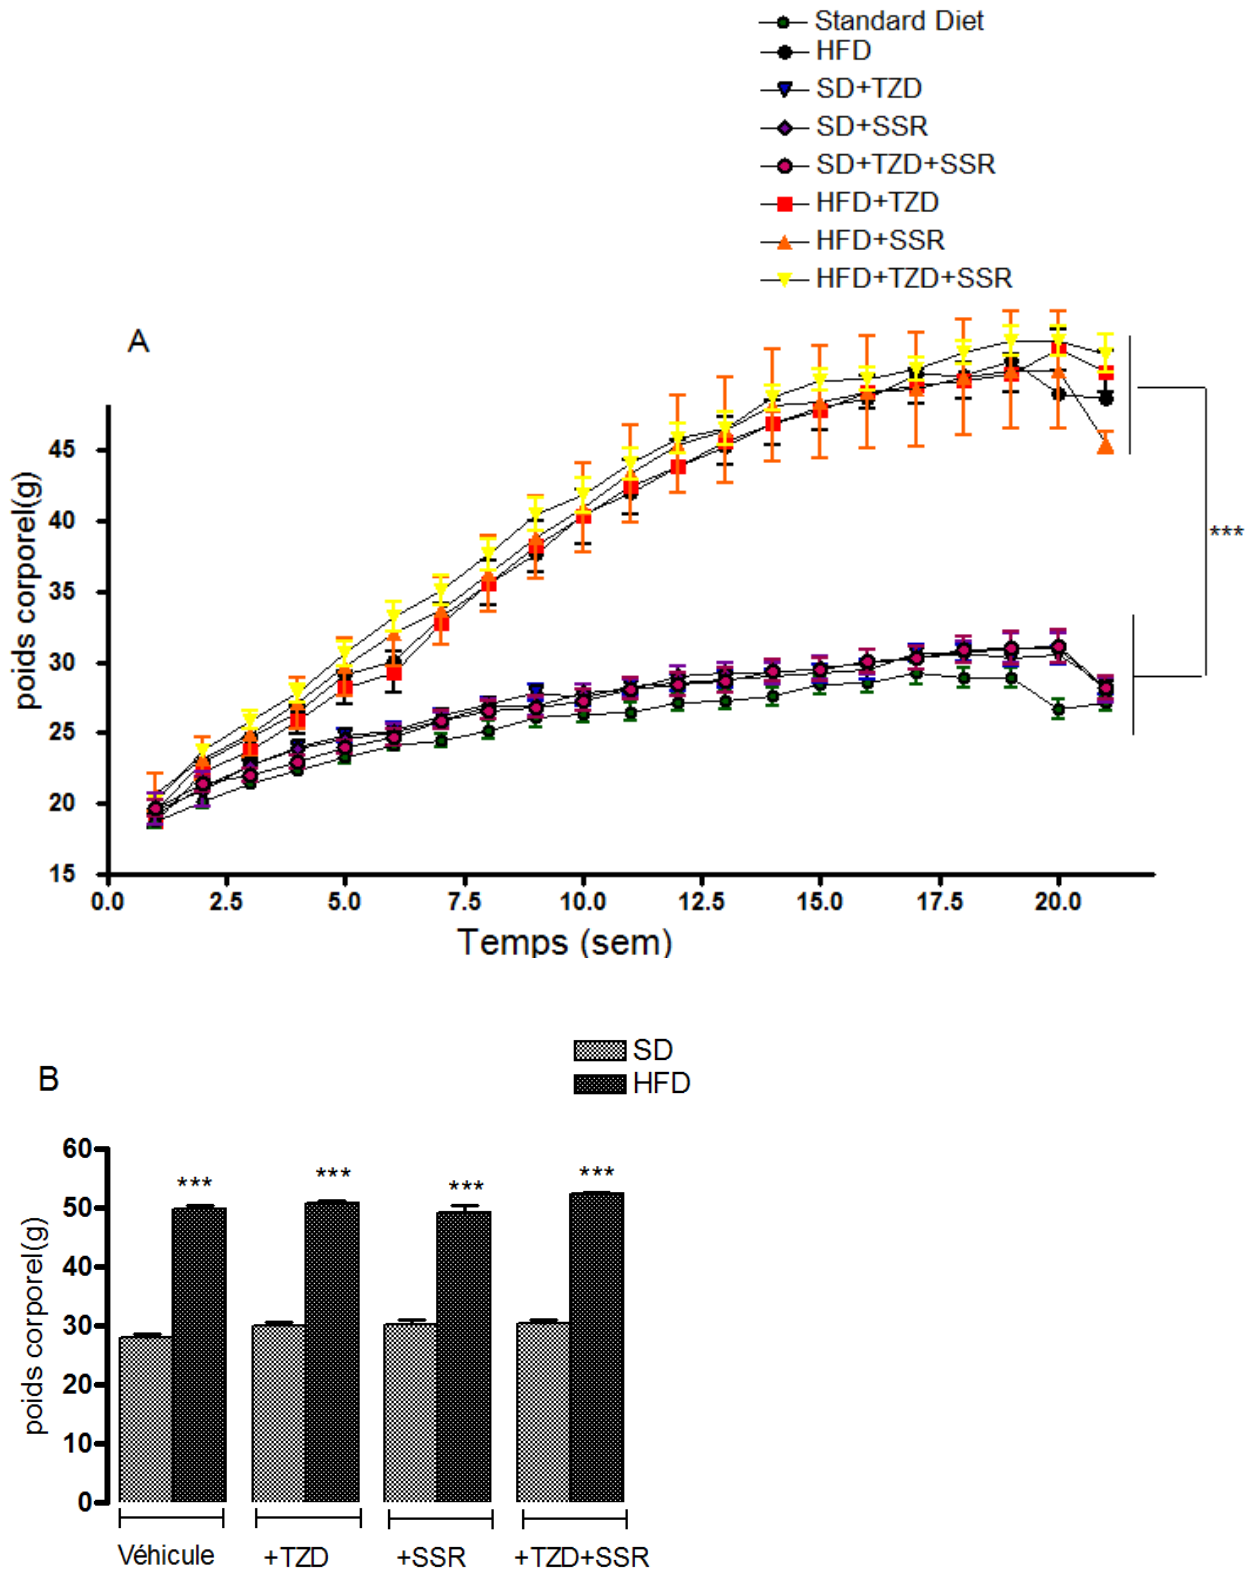 Standard Diet
HFD
SD+TZD
SD+SSR
SD+TZD+SSR
HFD+TZD
HFD+SSR
HFD+TZD+SSR
A
poids corporel(g)
45
40
35
30
25
20
15
***
0.0 2.5 5.0 7.5 10.0 12.5 15.0 17.5 20.0
Temps (sem)
B
SD
HFD
poids corporel(g)
60
50
40
30
20
10
0
*** *** *** ***
Véhicule +TZD +SSR +TZD+SSR